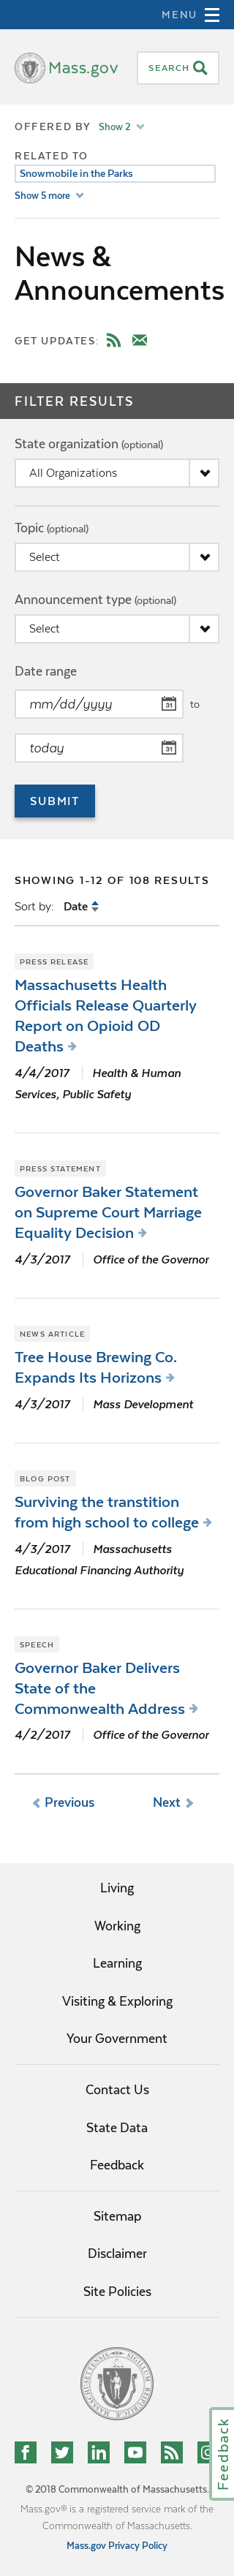 MENU
Mass.gov
SEARCH
OFFERED BY Show 2
RELATED TO
Snowmobile in the Parks
Show 5 more
News &
Announcements
GET UPDATES:
FILTER RESULTS
State organization (optional)
All Organizations
Topic (optional)
Select
Announcement type (optional)
Select
Date range
mm/dd/yyyy
31
to
today
31
SUBMIT
SHOWING 1-12 OF 108 RESULTS
Sort by: Date
PRESS RELEASE
Massachusetts Health
Officials Release Quarterly
Report on Opioid OD
Deaths
4/4/2017 Health & Human
Services, Public Safety
PRESS STATEMENT
Governor Baker Statement
on Supreme Court Marriage
Equality Decision
4/3/2017 Office of the Governor
NEWS ARTICLE
Tree House Brewing Co.
Expands Its Horizons
4/3/2017 Mass Development
BLOG POST
Surviving the transtition
from high school to college
4/3/2017 Massachusetts
Educational Financing Authority
SPEECH
Governor Baker Delivers
State of the
Commonwealth Address
4/2/2017 Office of the Governor
Previous Next
Living
Working
Learning
Visiting & Exploring
Your Government
Contact Us
State Data
Feedback
Sitemap
Disclaimer
Site Policies
Feedback
© 2018 Commonwealth of Massachusetts.
Mass.gov® is a registered service mark of the
Commonwealth of Massachusetts.
Mass.gov Privacy Policy